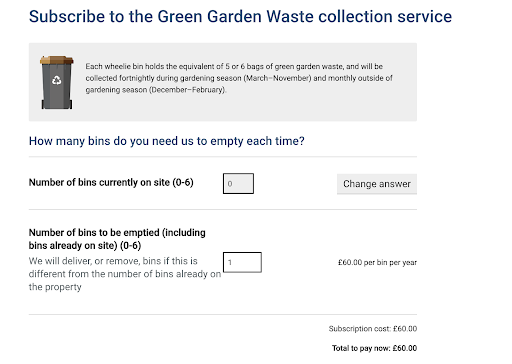 Subscribe to the Green Garden Waste collection service
Each wheelie bin holds the equivalent of 5 or 6 bags of green garden waste, and will be
collected fortnightly during gardening season (March–November) and monthly outside of
gardening season (December–February).
How many bins do you need us to empty each time?
Number of bins currently on site (0-6)
0
Change answer
Number of bins to be emptied (including
bins already on site) (0-6)
We will deliver, or remove, bins if this is
different from the number of bins already on
the property
1
£60.00 per bin per year
Subscription cost: £60.00
Total to pay now: £60.00